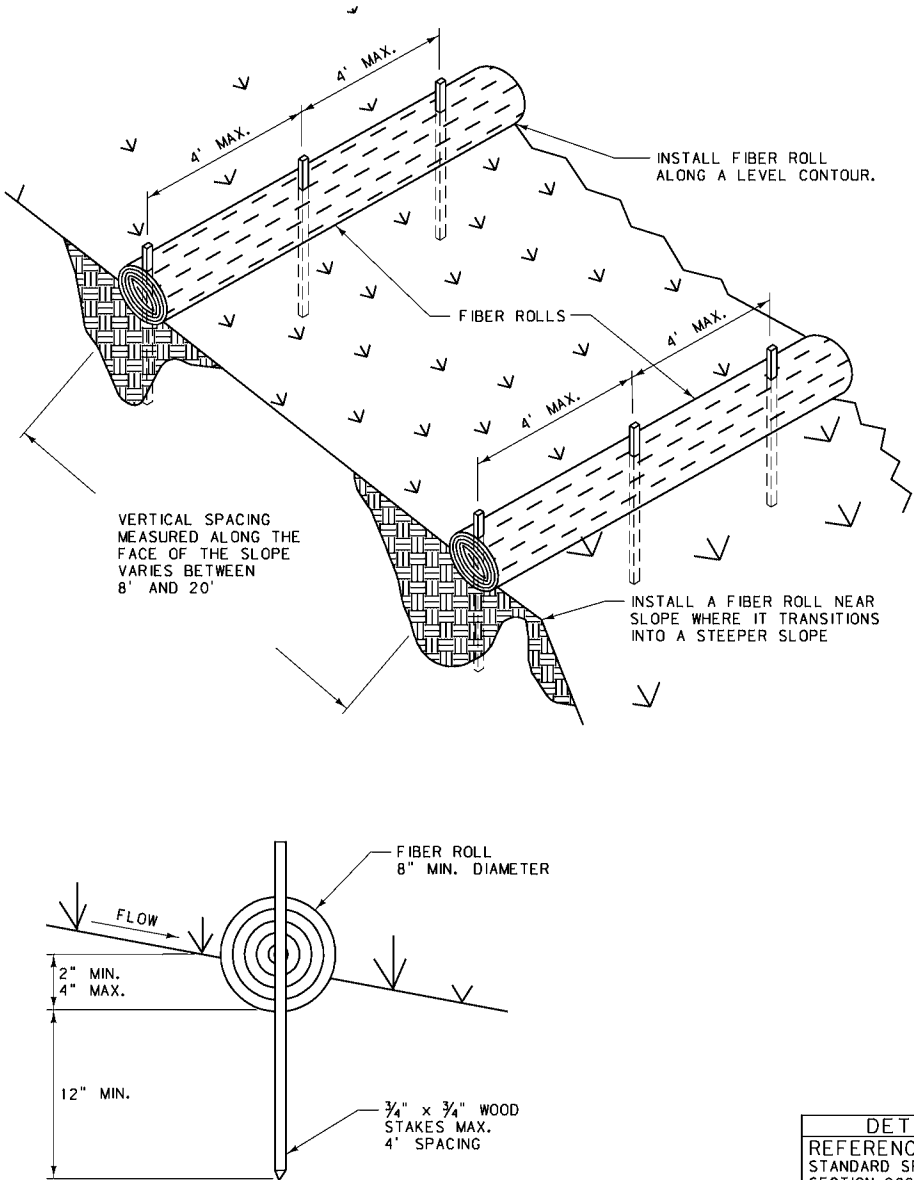 4' MAX.
4' MAX.
INSTALL FIBER ROLL
ALONG A LEVEL CONTOUR.
FIBER ROLLS
4' MAX.
4' MAX.
VERTICAL SPACING
MEASURED ALONG THE
FACE OF THE SLOPE
VARIES BETWEEN
8' AND 20'
INSTALL A FIBER ROLL NEAR
SLOPE WHERE IT TRANSITIONS
INTO A STEEPER SLOPE
FIBER ROLL
8" MIN. DIAMETER
FLOW
2" MIN.
4" MAX.
12" MIN.
3/4" x 3/4" WOOD
STAKES MAX.
4' SPACING
DET
REFERENC
STANDARD